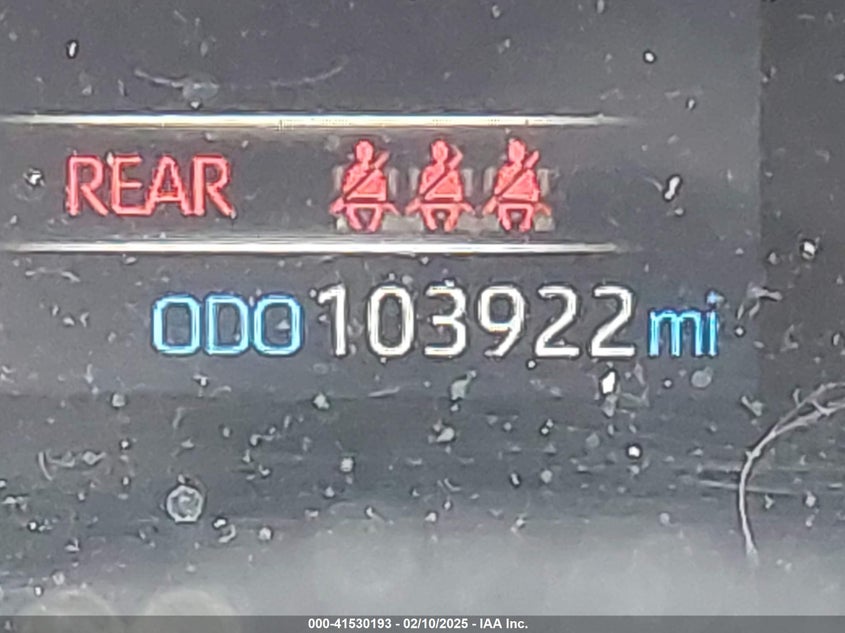 REAR
ODO 103922 mi
000-41530193 - 02/10/2025 - IAA Inc.